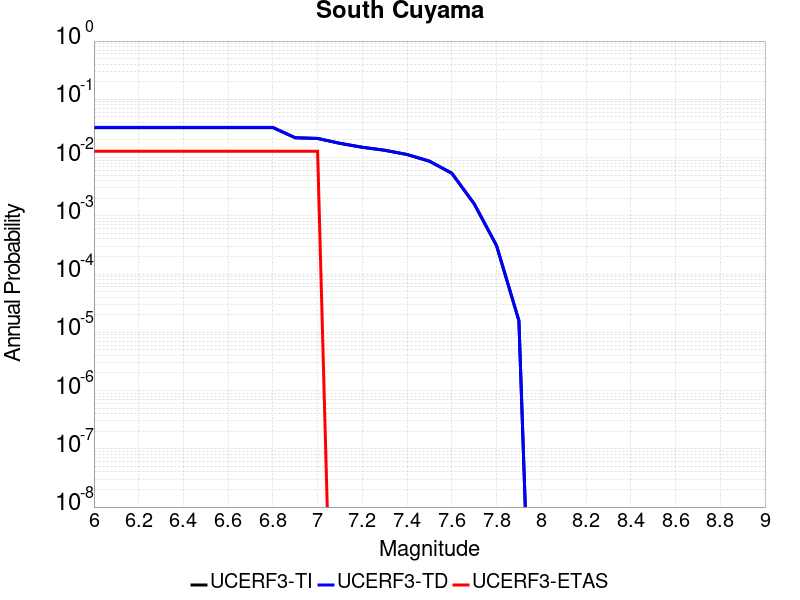 South Cuyama
10^0
10^-1
10^-2
10^-3
10^-4
10^-5
10^-6
10^-7
10^-8
Annual Probability
6 6.2 6.4 6.6 6.8 7 7.2 7.4 7.6 7.8 8 8.2 8.4 8.6 8.8 9
Magnitude
UCERF3-TI UCERF3-TD UCERF3-ETAS